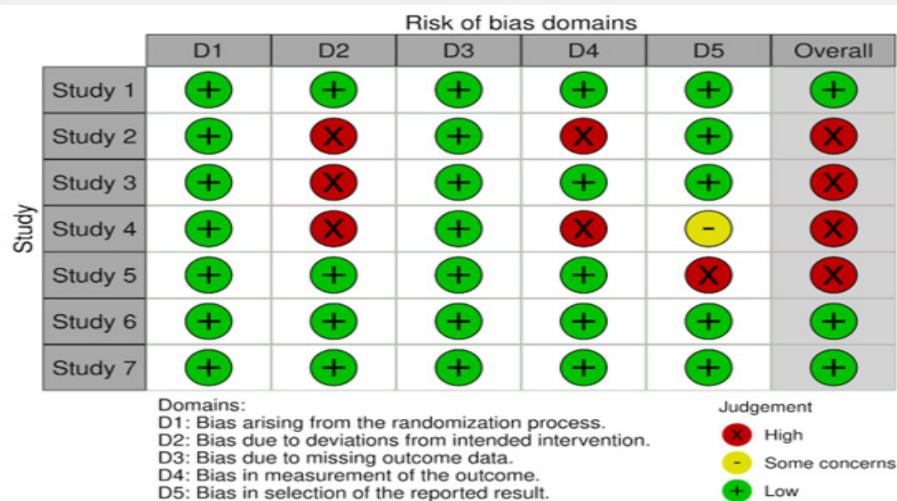 Risk of bias domains
D1 D2 D3 D4 D5 Overall
Study 1 + + + + + +
Study 2 + X + X + X
Study 3 + X + + + X
Study 4 + X + X - X
Study 5 + + + + X X
Study 6 + + + + + +
Study 7 + + + + + +
Study
Domains:
D1: Bias arising from the randomization process.
D2: Bias due to deviations from intended intervention.
D3: Bias due to missing outcome data.
D4: Bias in measurement of the outcome.
D5: Bias in selection of the reported result.
Judgement
X High
- Some concerns
+ Low